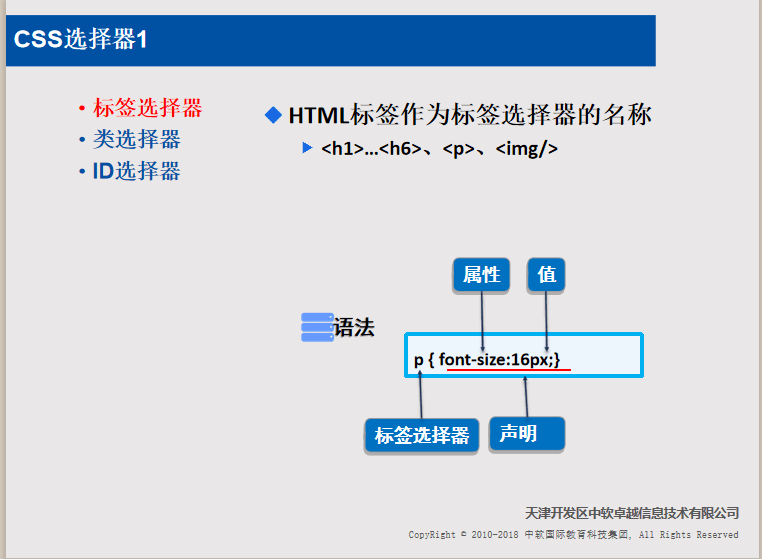 CSS选择器1
• 标签选择器
• 类选择器
• ID选择器
HTML标签作为标签选择器的名称
<h1>…<h6>、<p>、<img/>
属性
值
语法
p { font-size:16px;}
标签选择器
声明
天津开发区中软卓越信息技术有限公司
CopyRight © 2010-2018 中软国际教育科技集团, All Rights Reserved